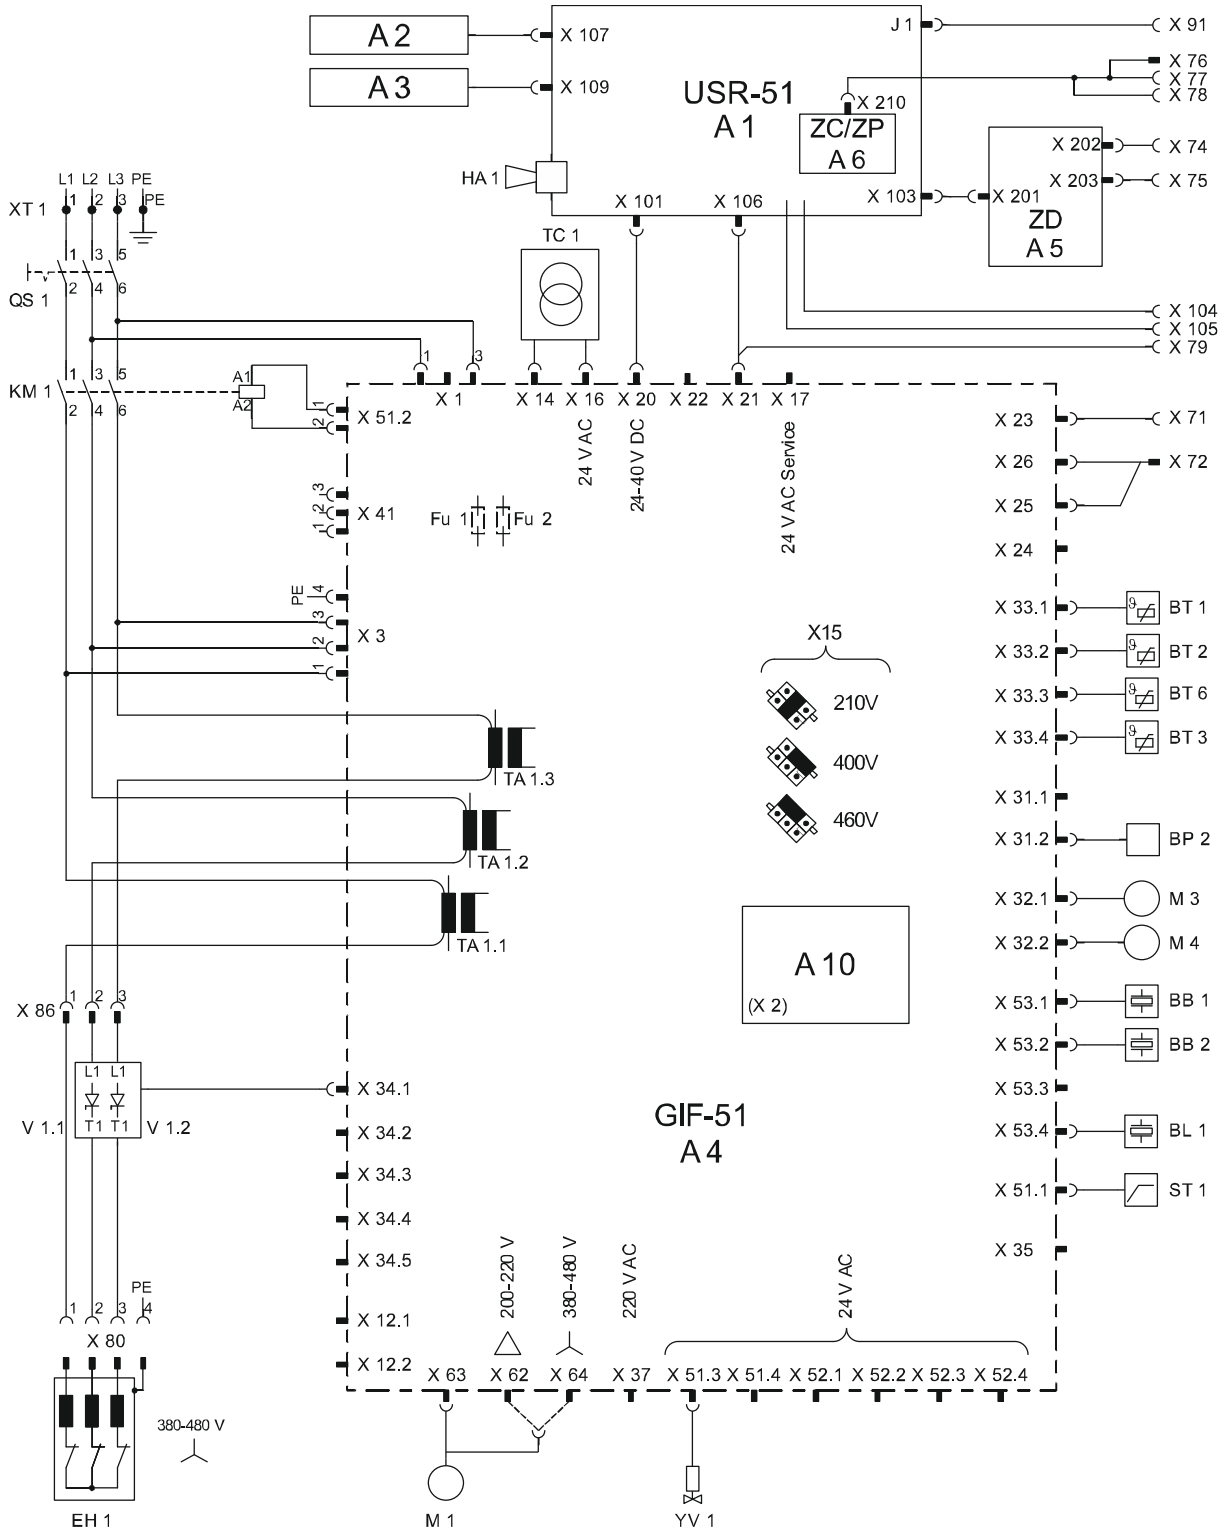 A 2
X 107
J 1
X 91
X 76
X 77
X 78
A 3
X 109
USR-51
A 1
X 210
ZC/ZP
A 6
X 202
X 74
X 203
X 75
HA 1
X 103
X 201
ZD
A 5
X 101
X 106
L1 L2 L3 PE
1 2 3 PE
XT 1
TC 1
1 3 5
QS 1
2 4 6
X 104
X 105
X 79
1 3
1 3 5
KM 1
2 4 6
A1
A2
1
2
X 51.2
X 1
X 14
X 16
X 20
X 22
X 21
X 17
24 V AC
24-40 V DC
24 V AC Service
X 23
X 71
X 26
X 72
X 25
X 24
3
2
1
X 41
Fu 1
Fu 2
PE
4
3
2
1
X 3
X15
210V
400V
460V
X 33.1
BT 1
X 33.2
BT 2
X 33.3
BT 6
X 33.4
BT 3
TA 1.3
TA 1.2
TA 1.1
X 31.1
X 31.2
BP 2
X 32.1
M 3
X 32.2
M 4
A 10
(X 2)
X 53.1
BB 1
X 53.2
BB 2
X 53.3
X 53.4
BL 1
X 51.1
ST 1
X 35
X 86
1 2 3
L1 L1
T1 T1
V 1.1
V 1.2
X 34.1
X 34.2
X 34.3
X 34.4
X 34.5
X 12.1
X 12.2
GIF-51
A 4
200-220 V
380-480 V
220 V AC
24 V AC
X 63
X 62
X 64
X 37
X 51.3
X 51.4
X 52.1
X 52.2
X 52.3
X 52.4
PE
1 2 3 4
X 80
380-480 V
EH 1
M 1
YV 1